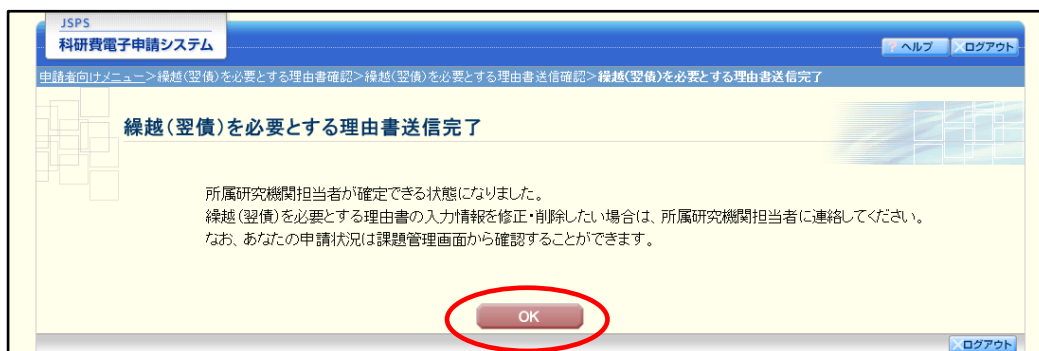 JSPS
科研費電子申請システム
? ヘルプ
×ログアウト
申請者向けメニュー>繰越(翌債)を必要とする理由書確認>繰越(翌債)を必要とする理由書送信確認>繰越(翌債)を必要とする理由書送信完了
繰越(翌債)を必要とする理由書送信完了
所属研究機関担当者が確定できる状態になりました。
繰越(翌債)を必要とする理由書の入力情報を修正・削除したい場合は、所属研究機関担当者に連絡してください。
なお、あなたの申請状況は課題管理画面から確認することができます。
OK
×ログアウト